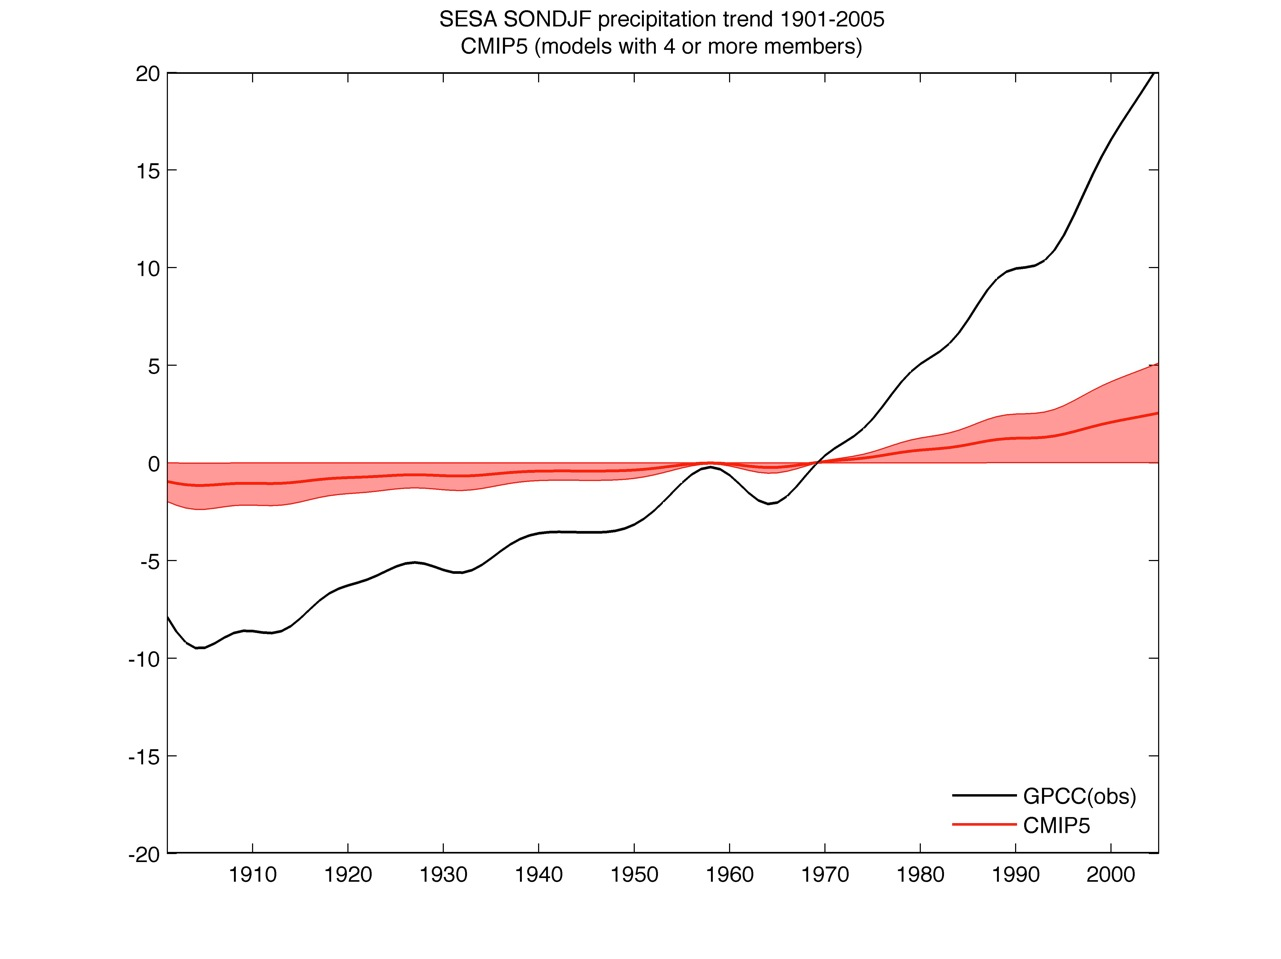 SESA SONDJF precipitation trend 1901-2005
CMIP5 (models with 4 or more members)
20
15
10
5
0
-5
-10
-15
-20
1910 1920 1930 1940 1950 1960 1970 1980 1990 2000
GPCC(obs)
CMIP5